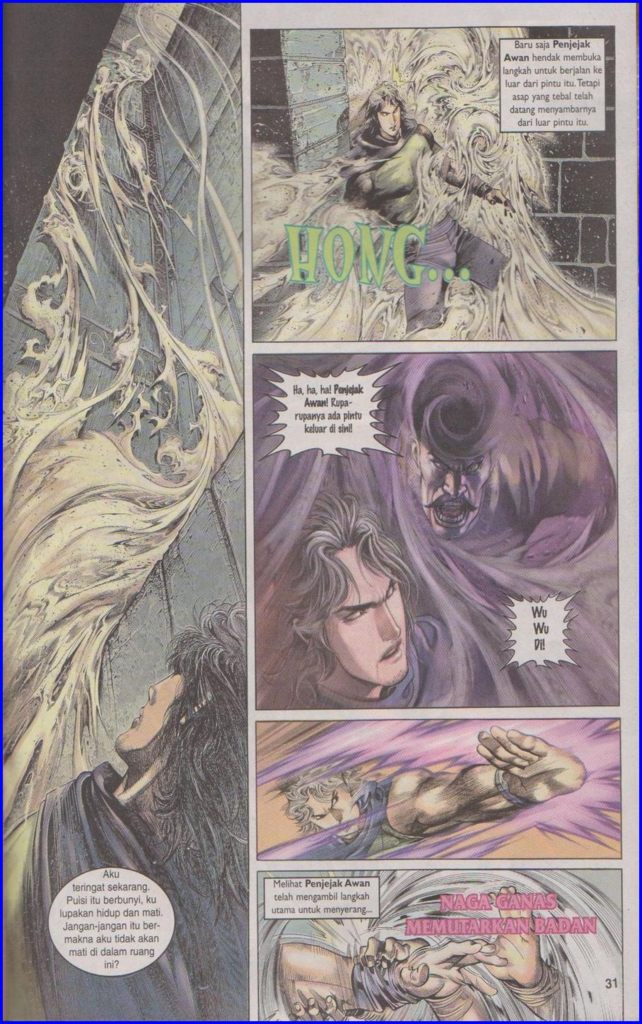 Aku
teringat sekarang.
Puisi itu berbunyi, ku
lupakan hidup dan mati.
Jangan-jangan itu ber-
makna aku tidak akan
mati di dalam ruang
ini?
Baru saja Penjejak
Awan hendak membuka
langkah untuk berjalan ke
luar dari pintu itu. Tetapi
asap yang tebal telah
datang menyambarnya
dari luar pintu itu.
HONG...
Ha, ha, ha! Penjejak
Awan! Rupa-
rupanya ada pintu
keluar di sini!
Wu
Wu
Di!
Melihat Penjejak Awan
telah mengambil langkah
utama untuk menyerang...
NAGA GANAS
MEMUTARKAN BADAN
31